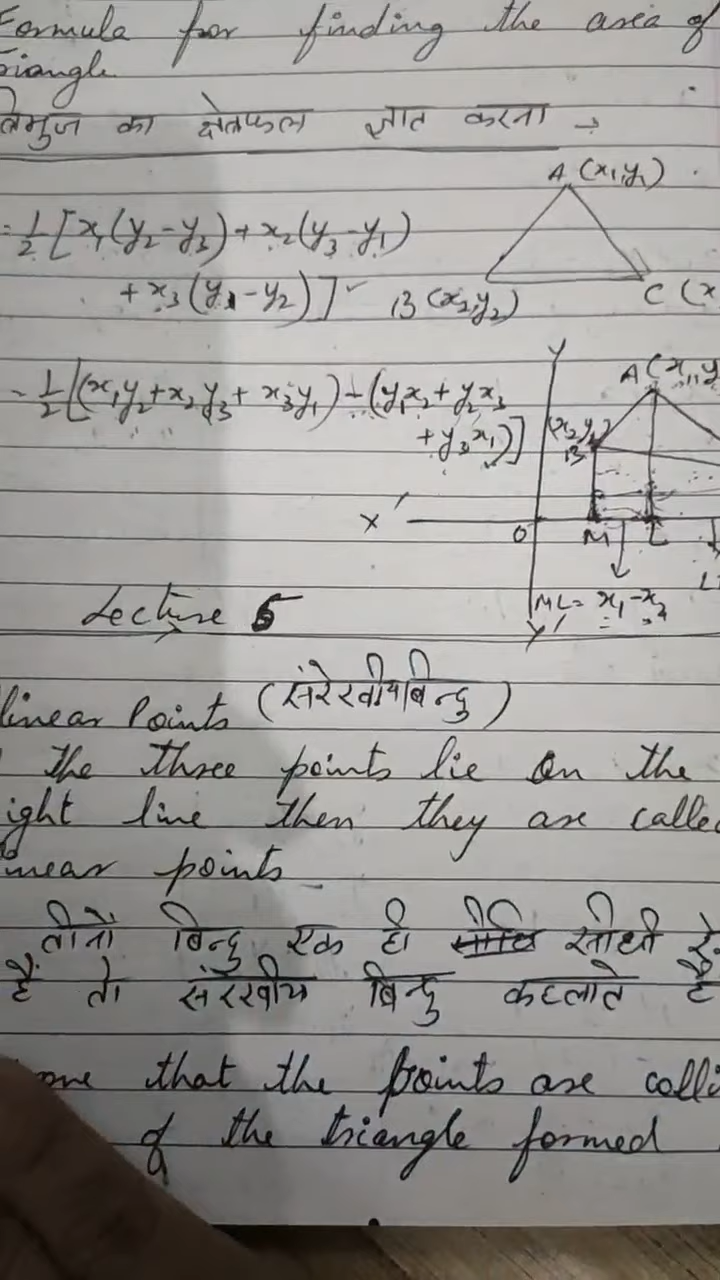 Formula for finding the area of
riangle
त्रिभुज का क्षेत्रफल ज्ञात करना →
A (x₁,y₁)
= 1/2 [x₁(y₂-y₃) + x₂(y₃-y₁)
+ x₃(y₁-y₂)]
B (x₂,y₂)
C (x
Y
A(x₁,y
= 1/2 [(x₁y₂+x₂y₃+x₃y₁) - (y₁x₂+y₂x₃
+y₃x₁)]
(x₂y₂)
B
X'
O M L
ML = x₁-x₂
Y'
Lecture 5
linear Points (संरेखीय बिन्दु)
the three points lie on the
ight line then they are called
inear points
तीनों बिन्दु एक ही सीधी रे
हैं तो संरेखीय बिन्दु कहलाते है
that the points are colli
of the triangle formed